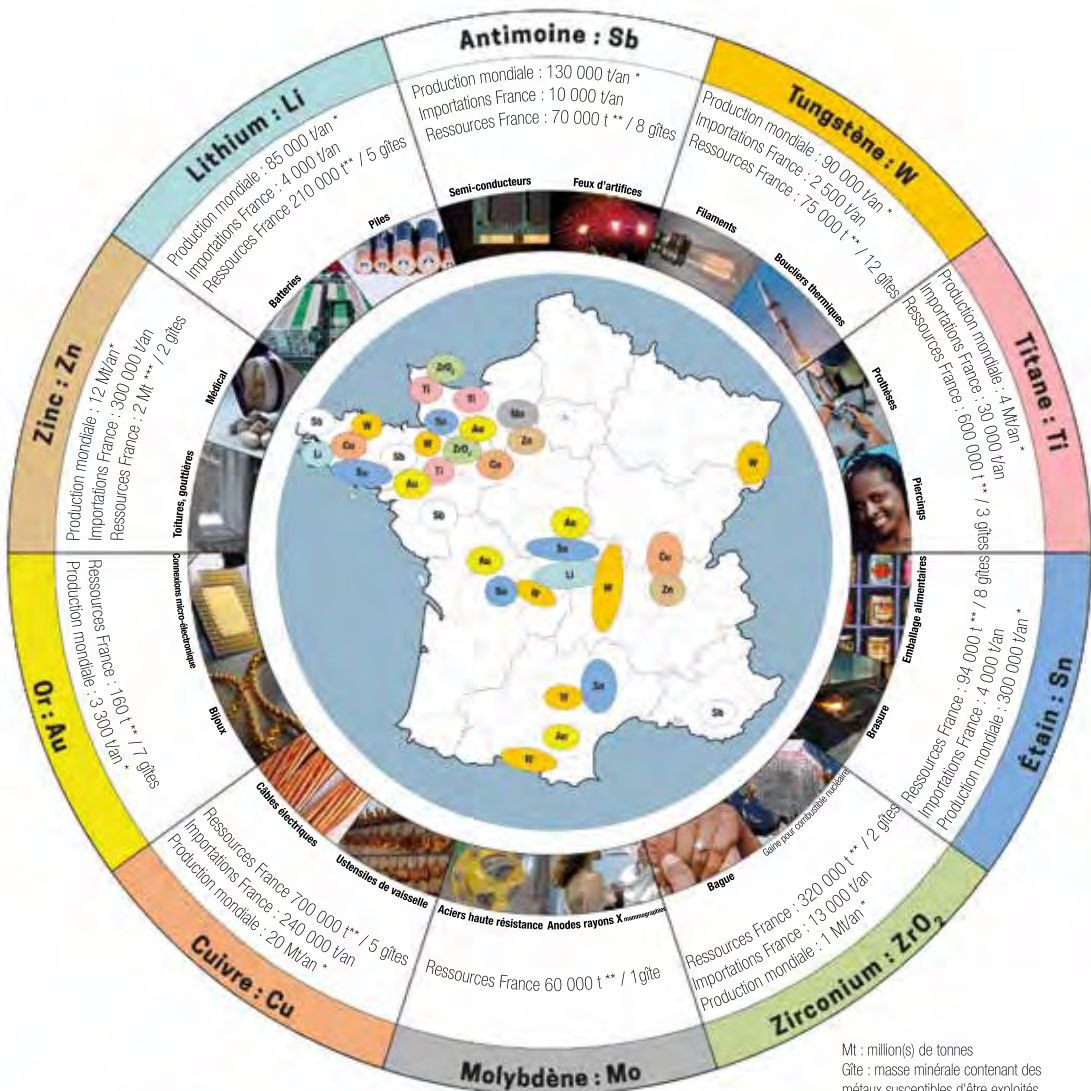 Antimoine : Sb
Production mondiale : 130 000 t/an *
Importations France : 10 000 t/an
Ressources France : 70 000 t ** / 8 gîtes
Semi-conducteurs
Feux d'artifices
Tungstène : W
Production mondiale : 90 000 t/an *
Importations France : 2 500 t/an
Ressources France : 75 000 t ** / 12 gîtes
Filaments
Boucliers thermiques
Titane : Ti
Production mondiale : 4 Mt/an *
Importations France : 30 000 t/an
Ressources France : 600 000 t ** / 3 gîtes
Prothèses
Piercings
Étain : Sn
Ressources France : 94 000 t ** / 8 gîtes
Importations France : 4 000 t/an
Production mondiale : 300 000 t/an *
Emballage alimentaires
Brasure
Zirconium : ZrO2
Ressources France : 320 000 t ** / 2 gîtes
Importations France : 13 000 t/an
Production mondiale : 1 Mt/an *
Gaine pour combustible nucléaire
Bague
Molybdène : Mo
Ressources France 60 000 t ** / 1gîte
Aciers haute résistance
Anodes rayons X mammographies
Cuivre : Cu
Ressources France 700 000 t** / 5 gîtes
Importations France : 240 000 t/an
Production mondiale : 20 Mt/an *
Ustensiles de vaisselle
Câbles électriques
Or : Au
Ressources France : 160 t ** / 7 gîtes
Production mondiale : 3 300 t/an *
Bijoux
Connexions micro-électronique
Zinc : Zn
Production mondiale : 12 Mt/an*
Importations France : 300 000 t/an
Ressources France : 2 Mt *** / 2 gîtes
Toitures, gouttières
Médical
Lithium : Li
Production mondiale : 85 000 t/an *
Importations France : 4 000 t/an
Ressources France 210 000 t** / 5 gîtes
Batteries
Piles
ZrO2
Ti
Ti
Mo
Sb
W
Sn
Au
Zn
Li
Cu
Sb
W
ZrO2
Cu
Sn
Au
Ti
W
Sb
Au
Sn
Au
Li
W
Cu
Zn
Sn
W
W
Sn
Sb
Au
W
Mt : million(s) de tonnes
Gîte : masse minérale contenant des
métaux susceptibles d'être exploités